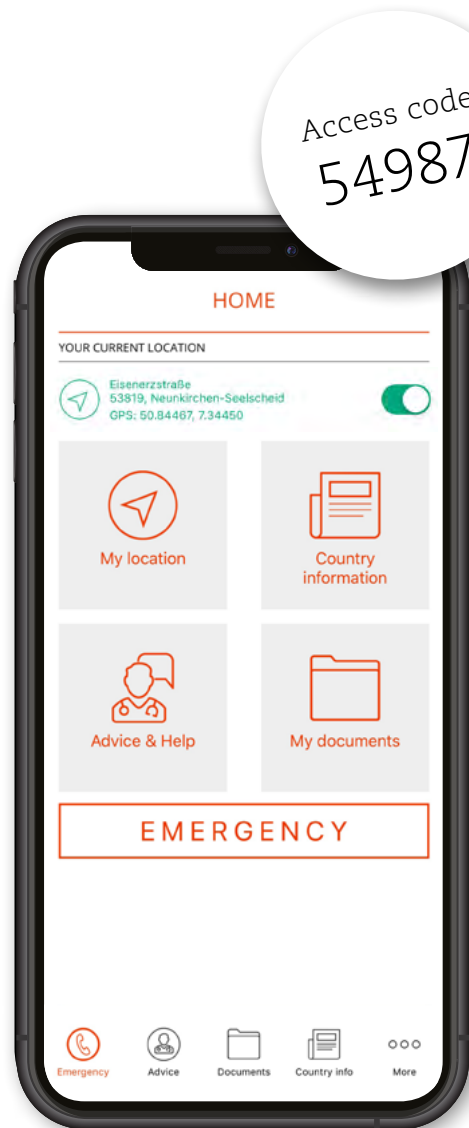 Access code
54987
HOME
YOUR CURRENT LOCATION
Eisenerzstraße
53819, Neunkirchen-Seelscheid
GPS: 50.84467, 7.34450
My location
Country
information
Advice & Help
My documents
EMERGENCY
Emergency
Advice
Documents
Country info
More